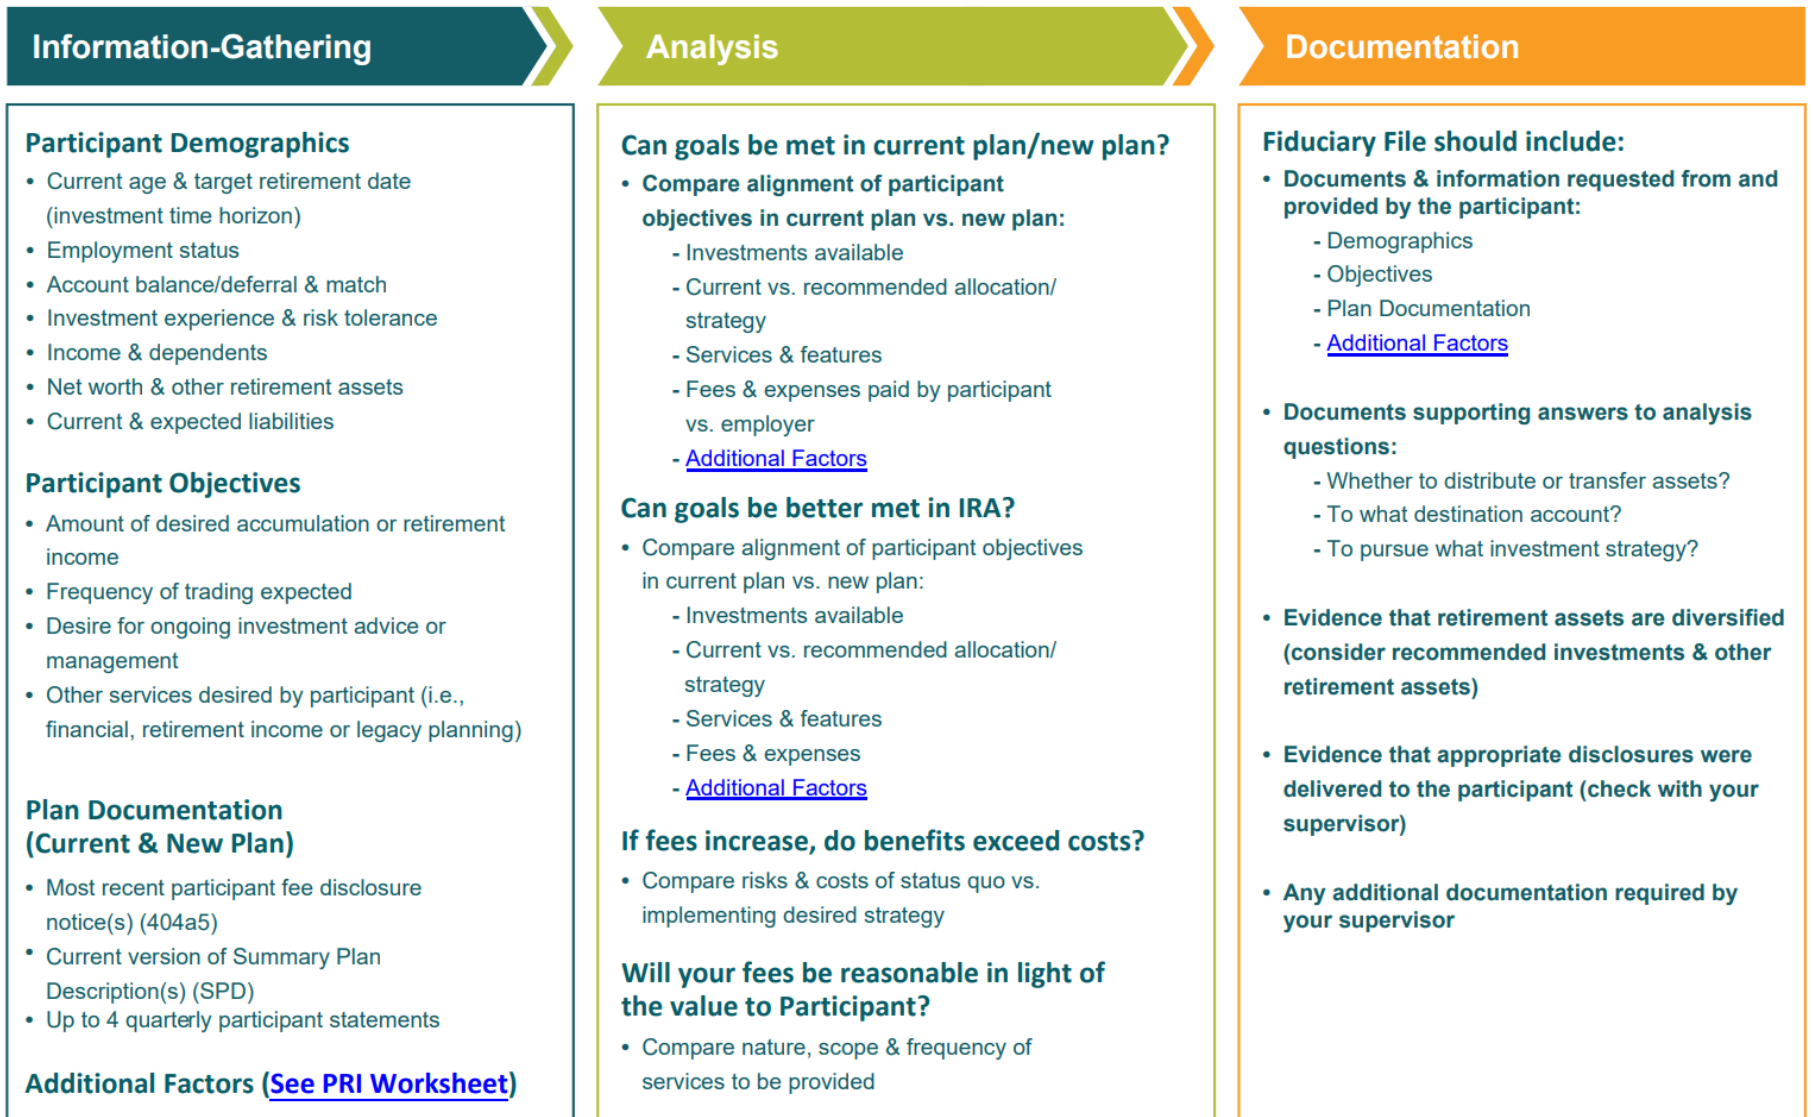 Information-Gathering
Participant Demographics
• Current age & target retirement date
(investment time horizon)
• Employment status
• Account balance/deferral & match
• Investment experience & risk tolerance
• Income & dependents
• Net worth & other retirement assets
• Current & expected liabilities
Participant Objectives
• Amount of desired accumulation or retirement
income
• Frequency of trading expected
• Desire for ongoing investment advice or
management
• Other services desired by participant (i.e.,
financial, retirement income or legacy planning)
Plan Documentation
(Current & New Plan)
• Most recent participant fee disclosure
notice(s) (404a5)
• Current version of Summary Plan
Description(s) (SPD)
• Up to 4 quarterly participant statements
Additional Factors (See PRI Worksheet)
Analysis
Can goals be met in current plan/new plan?
• Compare alignment of participant
objectives in current plan vs. new plan:
- Investments available
- Current vs. recommended allocation/
strategy
- Services & features
- Fees & expenses paid by participant
vs. employer
- Additional Factors
Can goals be better met in IRA?
• Compare alignment of participant objectives
in current plan vs. new plan:
- Investments available
- Current vs. recommended allocation/
strategy
- Services & features
- Fees & expenses
- Additional Factors
If fees increase, do benefits exceed costs?
• Compare risks & costs of status quo vs.
implementing desired strategy
Will your fees be reasonable in light of
the value to Participant?
• Compare nature, scope & frequency of
services to be provided
Documentation
Fiduciary File should include:
• Documents & information requested from and
provided by the participant:
- Demographics
- Objectives
- Plan Documentation
- Additional Factors
• Documents supporting answers to analysis
questions:
- Whether to distribute or transfer assets?
- To what destination account?
- To pursue what investment strategy?
• Evidence that retirement assets are diversified
(consider recommended investments & other
retirement assets)
• Evidence that appropriate disclosures were
delivered to the participant (check with your
supervisor)
• Any additional documentation required by
your supervisor